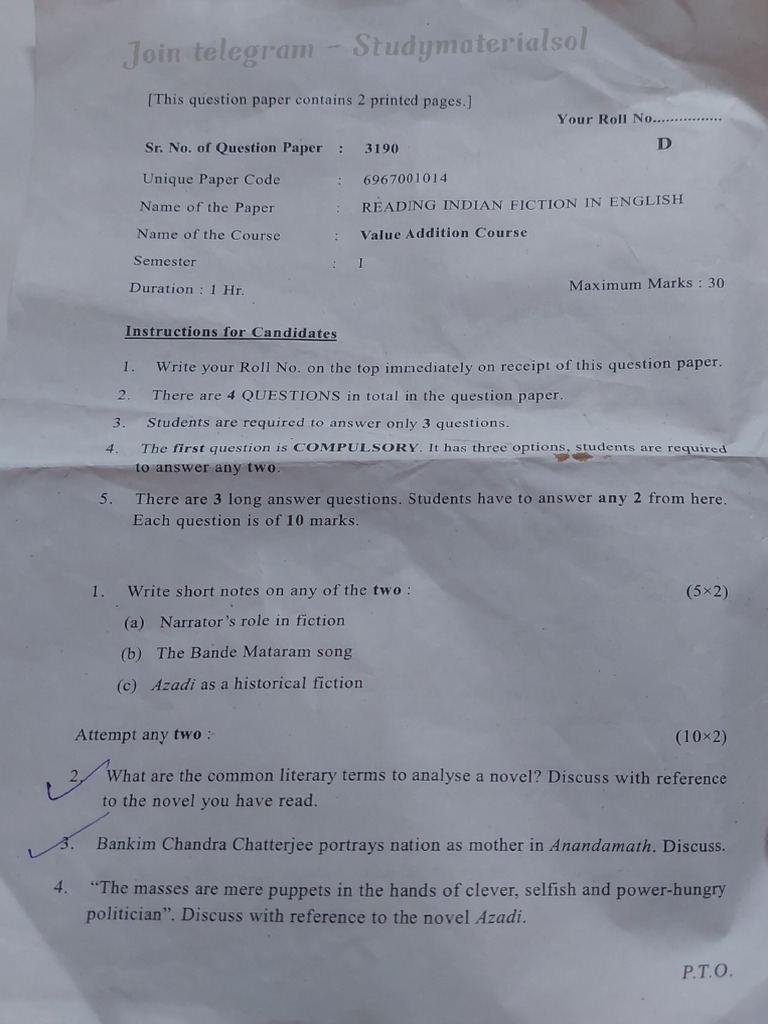 Join telegram - Studymaterialsol
[This question paper contains 2 printed pages.]
Your Roll No................
D
Sr. No. of Question Paper : 3190
Unique Paper Code : 6967001014
Name of the Paper : READING INDIAN FICTION IN ENGLISH
Name of the Course : Value Addition Course
Semester : I
Duration : 1 Hr. Maximum Marks : 30
Instructions for Candidates
1. Write your Roll No. on the top immediately on receipt of this question paper.
2. There are 4 QUESTIONS in total in the question paper.
3. Students are required to answer only 3 questions.
4. The first question is COMPULSORY. It has three options, students are required
to answer any two.
5. There are 3 long answer questions. Students have to answer any 2 from here.
Each question is of 10 marks.
1. Write short notes on any of the two : (5×2)
(a) Narrator's role in fiction
(b) The Bande Mataram song
(c) Azadi as a historical fiction
Attempt any two :- (10×2)
2. What are the common literary terms to analyse a novel? Discuss with reference
to the novel you have read.
3. Bankim Chandra Chatterjee portrays nation as mother in Anandamath. Discuss.
4. "The masses are mere puppets in the hands of clever, selfish and power-hungry
politician". Discuss with reference to the novel Azadi.
P.T.O.